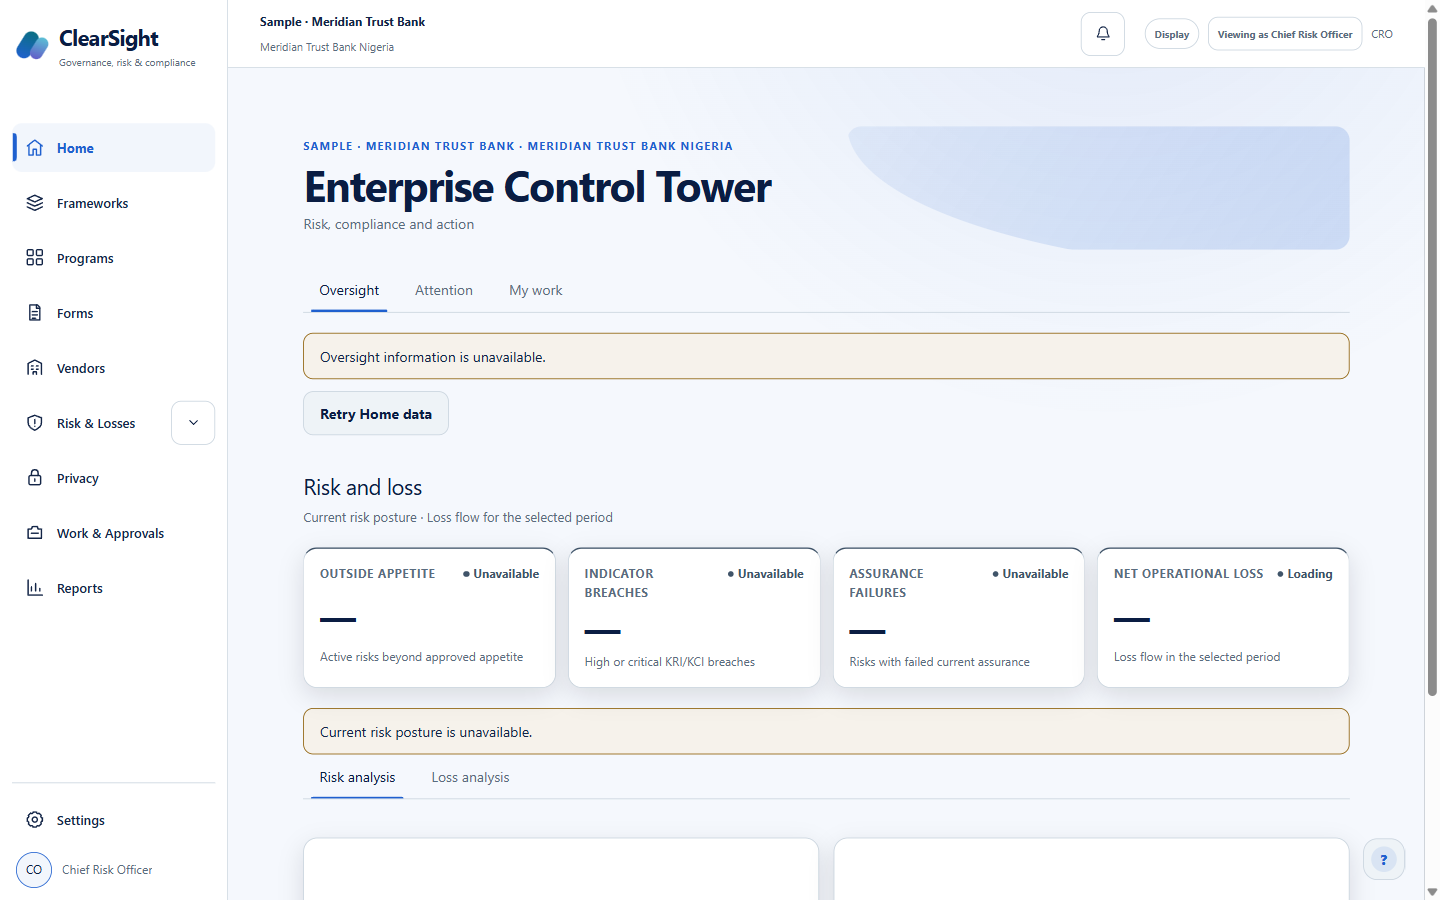 ClearSight
Governance, risk & compliance
Sample · Meridian Trust Bank
Meridian Trust Bank Nigeria
Display
Viewing as Chief Risk Officer
CRO
Home
Frameworks
Programs
Forms
Vendors
Risk & Losses
Privacy
Work & Approvals
Reports
Settings
CO
Chief Risk Officer
SAMPLE · MERIDIAN TRUST BANK · MERIDIAN TRUST BANK NIGERIA
Enterprise Control Tower
Risk, compliance and action
Oversight
Attention
My work
Oversight information is unavailable.
Retry Home data
Risk and loss
Current risk posture · Loss flow for the selected period
OUTSIDE APPETITE
• Unavailable
—
Active risks beyond approved appetite
INDICATOR
BREACHES
• Unavailable
—
High or critical KRI/KCI breaches
ASSURANCE
FAILURES
• Unavailable
—
Risks with failed current assurance
NET OPERATIONAL LOSS
• Loading
—
Loss flow in the selected period
Current risk posture is unavailable.
Risk analysis
Loss analysis
?